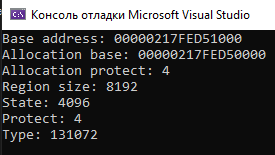 Консоль отладки Microsoft Visual Studio
Base address: 00000217FED51000
Allocation base: 00000217FED50000
Allocation protect: 4
Region size: 8192
State: 4096
Protect: 4
Type: 131072